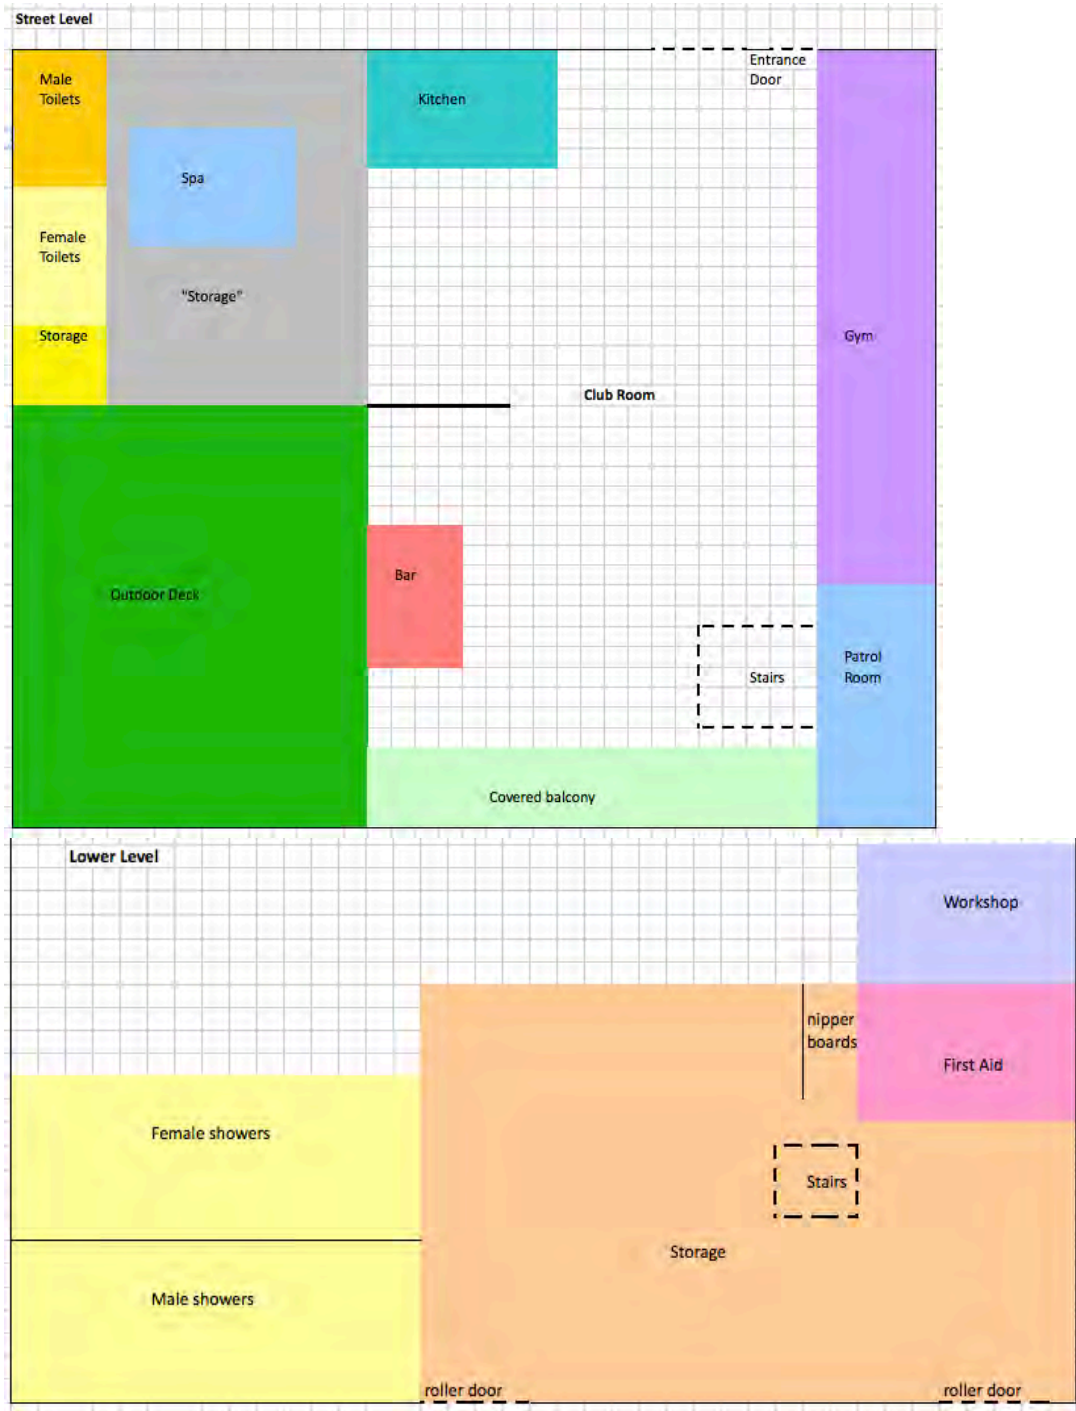 Street Level
Male
Toilets
Kitchen
Entrance
Door
Spa
Female
Toilets
"Storage"
Storage
Gym
Club Room
Bar
Outdoor Deck
Patrol
Room
Stairs
Covered balcony
Lower Level
Workshop
nipper
boards
First Aid
Female showers
Stairs
Storage
Male showers
roller door
roller door